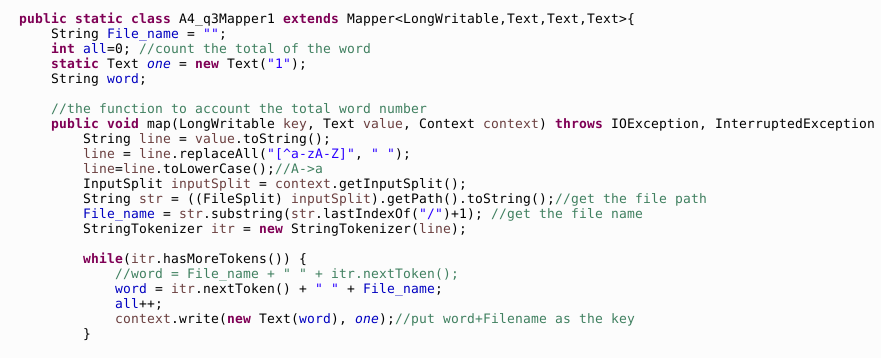 public static class A4_q3Mapper1 extends Mapper<LongWritable,Text,Text,Text>{
    String File_name = "";
    int all=0; //count the total of the word
    static Text one = new Text("1");
    String word;

    //the function to account the total word number
    public void map(LongWritable key, Text value, Context context) throws IOException, InterruptedException
        String line = value.toString();
        line = line.replaceAll("[^a-zA-Z]", " ");
        line=line.toLowerCase();//A->a
        InputSplit inputSplit = context.getInputSplit();
        String str = ((FileSplit) inputSplit).getPath().toString();//get the file path
        File_name = str.substring(str.lastIndexOf("/")+1); //get the file name
        StringTokenizer itr = new StringTokenizer(line);

        while(itr.hasMoreTokens()) {
            //word = File_name + " " + itr.nextToken();
            word = itr.nextToken() + " " + File_name;
            all++;
            context.write(new Text(word), one);//put word+Filename as the key
        }